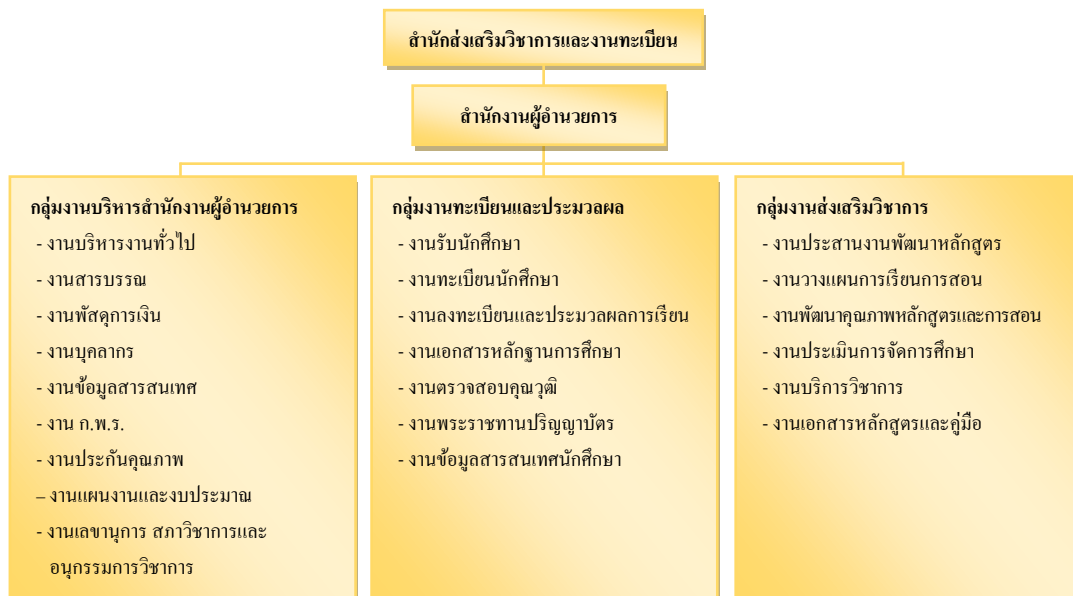 สำนักส่งเสริมวิชาการและงานทะเบียน
สำนักงานผู้อำนวยการ
กลุ่มงานบริหารสำนักงานผู้อำนวยการ
- งานบริหารงานทั่วไป
- งานสารบรรณ
- งานพัสดุการเงิน
- งานบุคลากร
- งานข้อมูลสารสนเทศ
- งาน ก.พ.ร.
- งานประกันคุณภาพ
– งานแผนงานและงบประมาณ
- งานเลขานุการ สภาวิชาการและ
อนุกรรมการวิชาการ
กลุ่มงานทะเบียนและประมวลผล
- งานรับนักศึกษา
- งานทะเบียนนักศึกษา
- งานลงทะเบียนและประมวลผลการเรียน
- งานเอกสารหลักฐานการศึกษา
- งานตรวจสอบคุณวุฒิ
- งานพระราชทานปริญญาบัตร
- งานข้อมูลสารสนเทศนักศึกษา
กลุ่มงานส่งเสริมวิชาการ
- งานประสานงานพัฒนาหลักสูตร
- งานวางแผนการเรียนการสอน
- งานพัฒนาคุณภาพหลักสูตรและการสอน
- งานประเมินการจัดการศึกษา
- งานบริการวิชาการ
- งานเอกสารหลักสูตรและคู่มือ